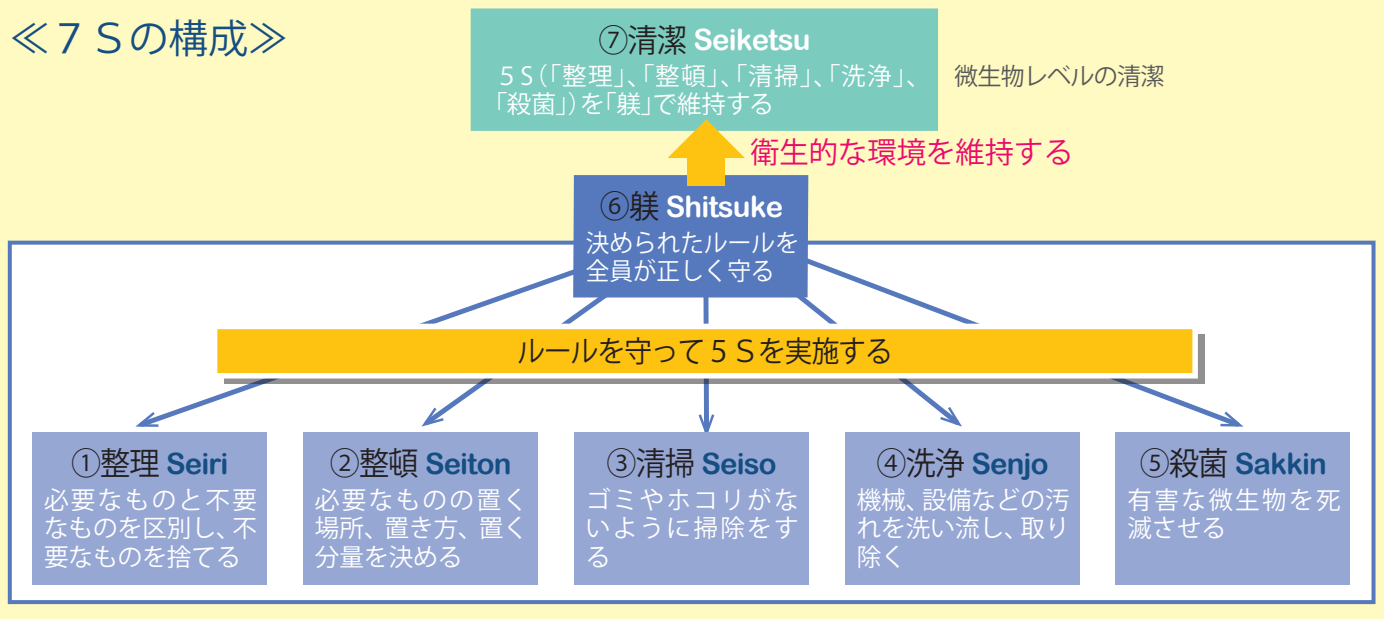 ≪７Ｓの構成≫
⑦清潔 Seiketsu
５Ｓ(｢整理｣、｢整頓｣、｢清掃｣、｢洗浄｣、
｢殺菌｣)を｢躾｣で維持する
微生物レベルの清潔
衛生的な環境を維持する
⑥躾 Shitsuke
決められたルールを
全員が正しく守る
ルールを守って５Ｓを実施する
①整理 Seiri
必要なものと不要
なものを区別し、不
要なものを捨てる
②整頓 Seiton
必要なものの置く
場所、置き方、置く
分量を決める
③清掃 Seiso
ゴミやホコリがな
いように掃除をす
る
④洗浄 Senjo
機械、設備などの汚
れを洗い流し、取り
除く
⑤殺菌 Sakkin
有害な微生物を死
滅させる